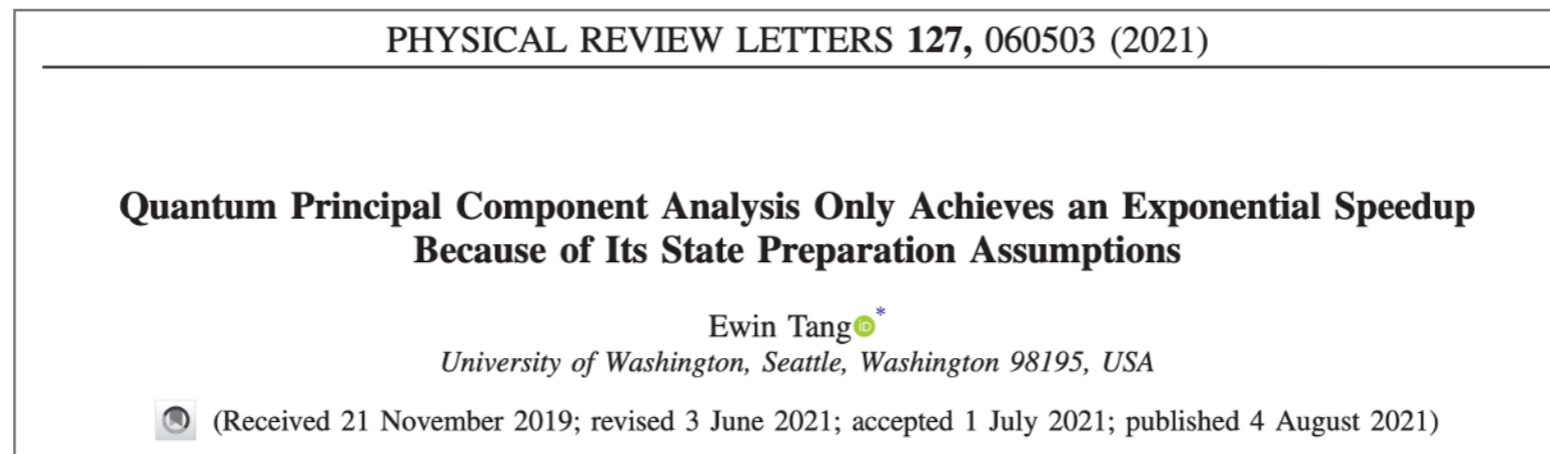 PHYSICAL REVIEW LETTERS 127, 060503 (2021)
Quantum Principal Component Analysis Only Achieves an Exponential Speedup
Because of Its State Preparation Assumptions
Ewin Tang iD *
University of Washington, Seattle, Washington 98195, USA
(Received 21 November 2019; revised 3 June 2021; accepted 1 July 2021; published 4 August 2021)